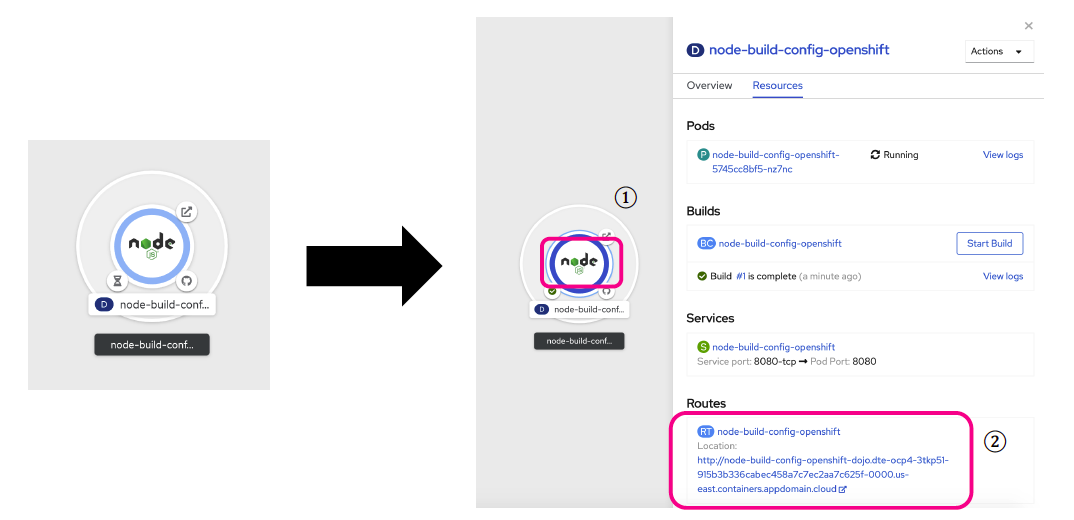 node
JS
D node-build-conf...
node-build-conf...
①
node
JS
D node-build-conf...
node-build-conf...
×
D node-build-config-openshift
Actions
Overview Resources
Pods
P node-build-config-openshift-
5745cc8bf5-nz7nc
Running
View logs
Builds
BC node-build-config-openshift
Start Build
Build #1 is complete (a minute ago)
View logs
Services
S node-build-config-openshift
Service port: 8080-tcp → Pod Port: 8080
Routes
RT node-build-config-openshift
Location:
http://node-build-config-openshift-dojo.dte-ocp4-3tkp51-
915b3b336cabec458a7c7ec2aa7c625f-0000.us-
east.containers.appdomain.cloud
②